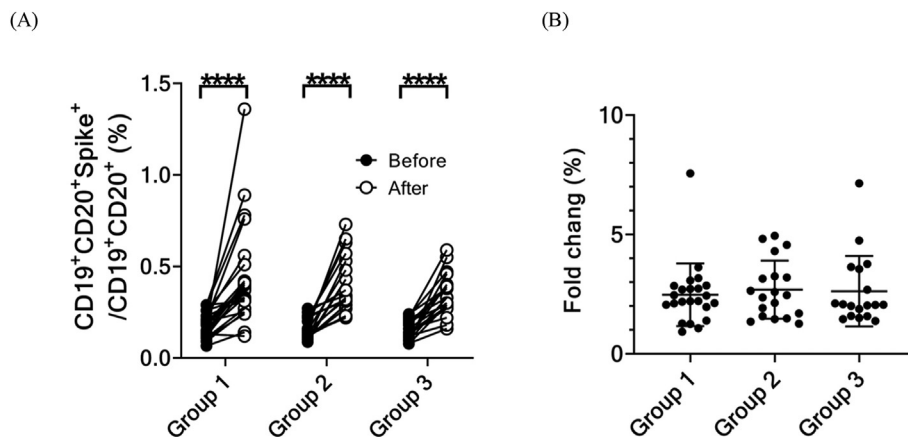 (A)
(B)
CD19⁺CD20⁺Spike⁺
/CD19⁺CD20⁺ (%)
1.5
1.0
0.5
0.0
****
****
****
Before
After
Group 1
Group 2
Group 3
Fold chang (%)
10
5
0
Group 1
Group 2
Group 3